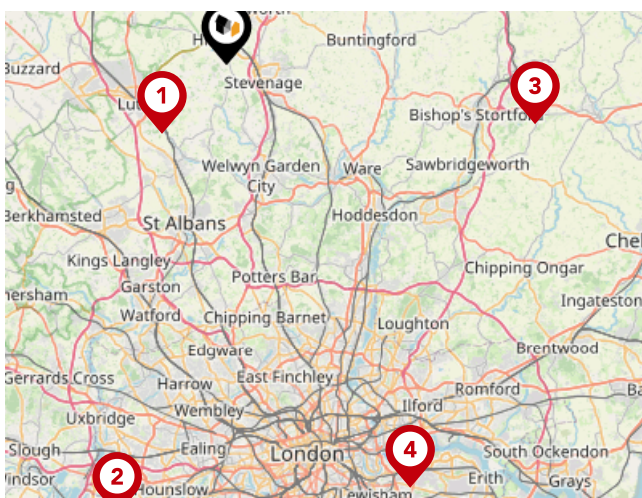 Buntingford
Buzzard
Stevenage
1
3
Bishop's Stortfo
Welwyn Garden
City
Ware
Sawbridgeworth
Berkhamsted
St Albans
Hoddesdon
Kings Langley
Potters Bar
Chipping Ongar
Garston
Ingateston
Watford
Chipping Barnet
Loughton
Edgware
Brentwood
Gerrards Cross
Harrow
East Finchley
Romford
Wembley
Ilford
Uxbridge
4
Slough
Ealing
London
South Ockendon
2
Hounslow
Lewisham
Erith
Grays